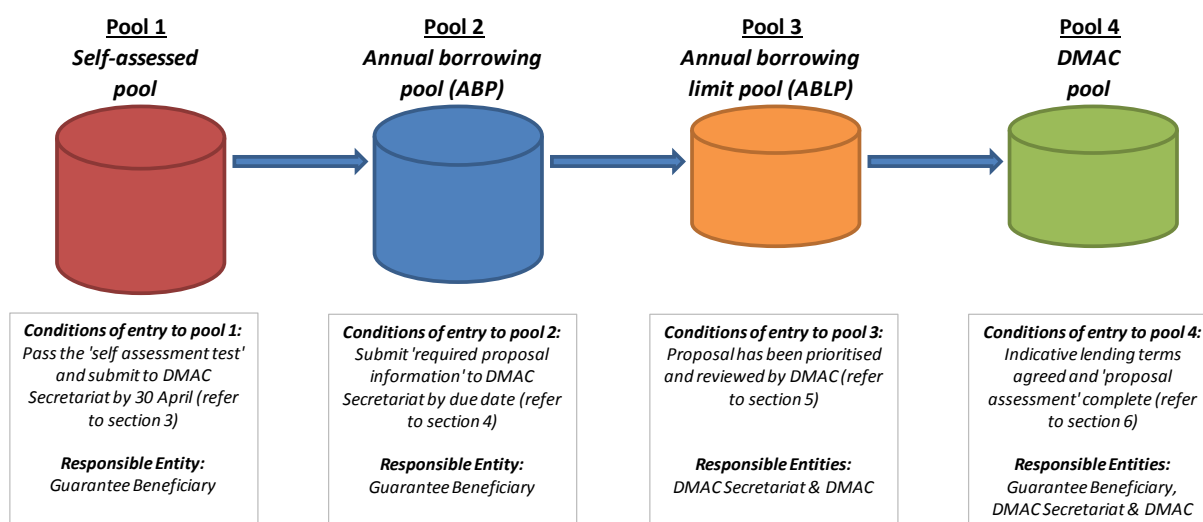 Pool 1
Self-assessed
pool
Pool 2
Annual borrowing
pool (ABP)
Pool 3
Annual borrowing
limit pool (ABLP)
Pool 4
DMAC
pool
Conditions of entry to pool 1:
Pass the 'self assessment test'
and submit to DMAC
Secretariat by 30 April (refer
to section 3)
Responsible Entity:
Guarantee Beneficiary
Conditions of entry to pool 2:
Submit 'required proposal
information' to DMAC
Secretariat by due date (refer
to section 4)
Responsible Entity:
Guarantee Beneficiary
Conditions of entry to pool 3:
Proposal has been prioritised
and reviewed by DMAC (refer
to section 5)
Responsible Entities:
DMAC Secretariat & DMAC
Conditions of entry to pool 4:
Indicative lending terms
agreed and 'proposal
assessment' complete (refer
to section 6)
Responsible Entities:
Guarantee Beneficiary,
DMAC Secretariat & DMAC